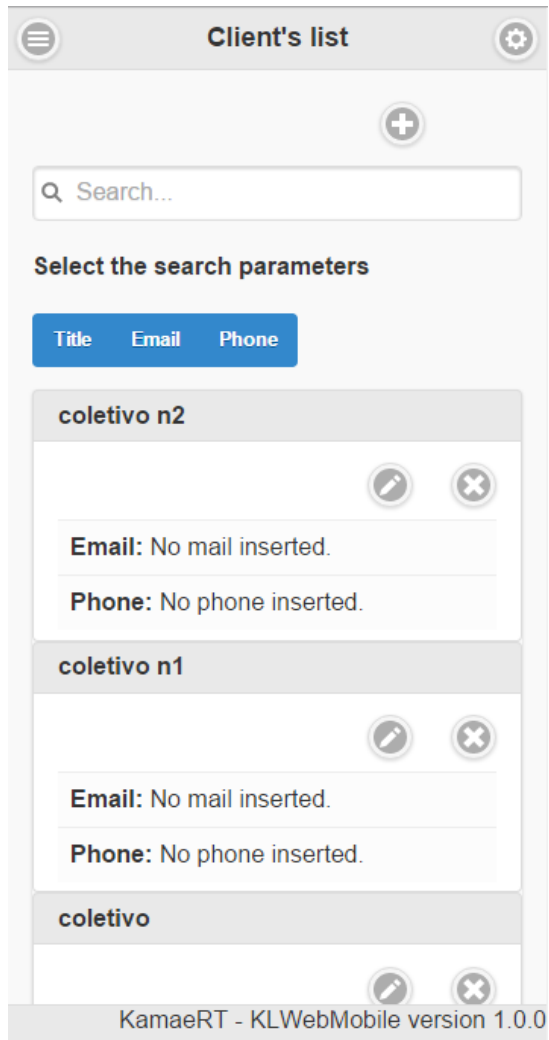 Client's list
Search...
Select the search parameters
Title Email Phone
coletivo n2
Email: No mail inserted.
Phone: No phone inserted.
coletivo n1
Email: No mail inserted.
Phone: No phone inserted.
coletivo
KamaeRT - KLWebMobile version 1.0.0